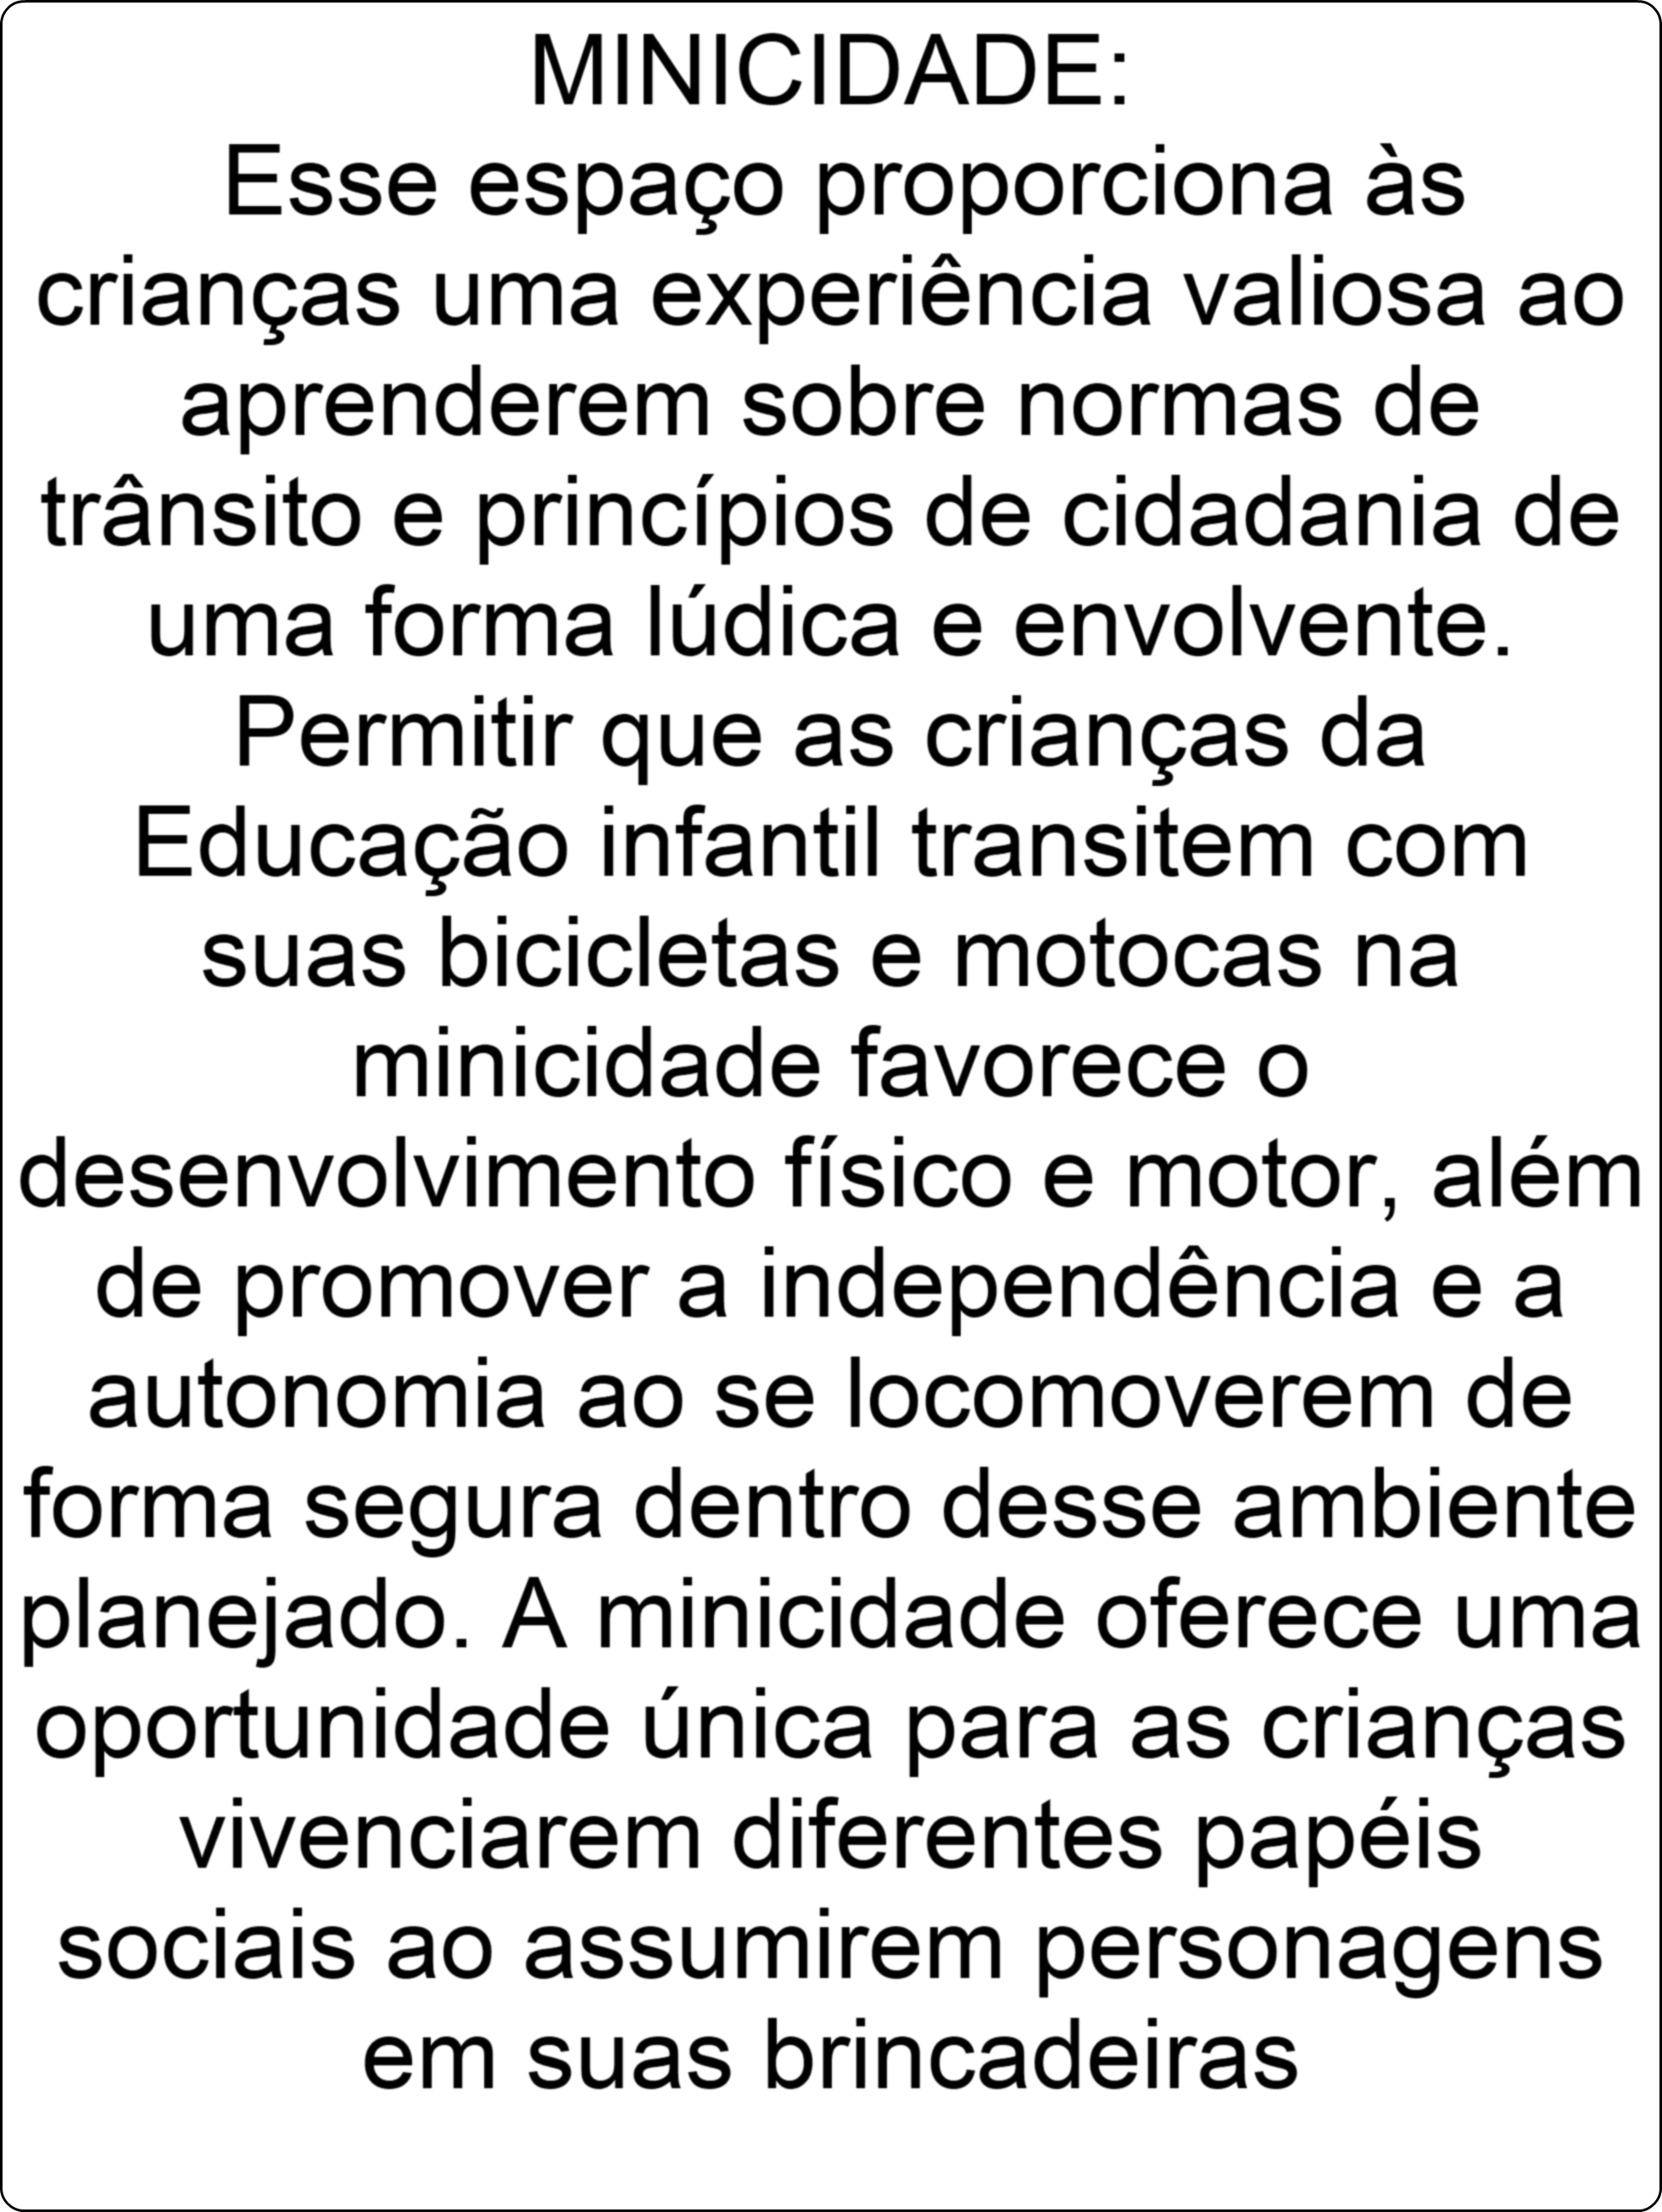 MINICIDADE:
Esse espaço proporciona às
crianças uma experiência valiosa ao
aprenderem sobre normas de
trânsito e princípios de cidadania de
uma forma lúdica e envolvente.
Permitir que as crianças da
Educação infantil transitem com
suas bicicletas e motocas na
minicidade favorece o
desenvolvimento físico e motor, além
de promover a independência e a
autonomia ao se locomoverem de
forma segura dentro desse ambiente
planejado. A minicidade oferece uma
oportunidade única para as crianças
vivenciarem diferentes papéis
sociais ao assumirem personagens
em suas brincadeiras